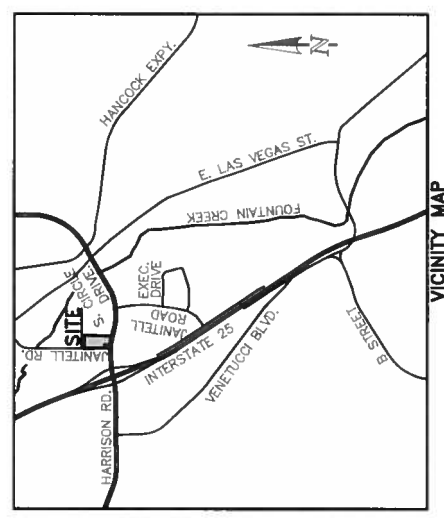 N
HANCOCK EXPY.
E. LAS VEGAS ST.
FOUNTAIN CREEK
S. CIRCLE
DRIVE.
EXEC.
DRIVE
SITE
JANITELL RD.
JANITELL
ROAD
INTERSTATE 25
VENETUCCI BLVD.
HARRISON RD.
B STREET
VICINITY MAP